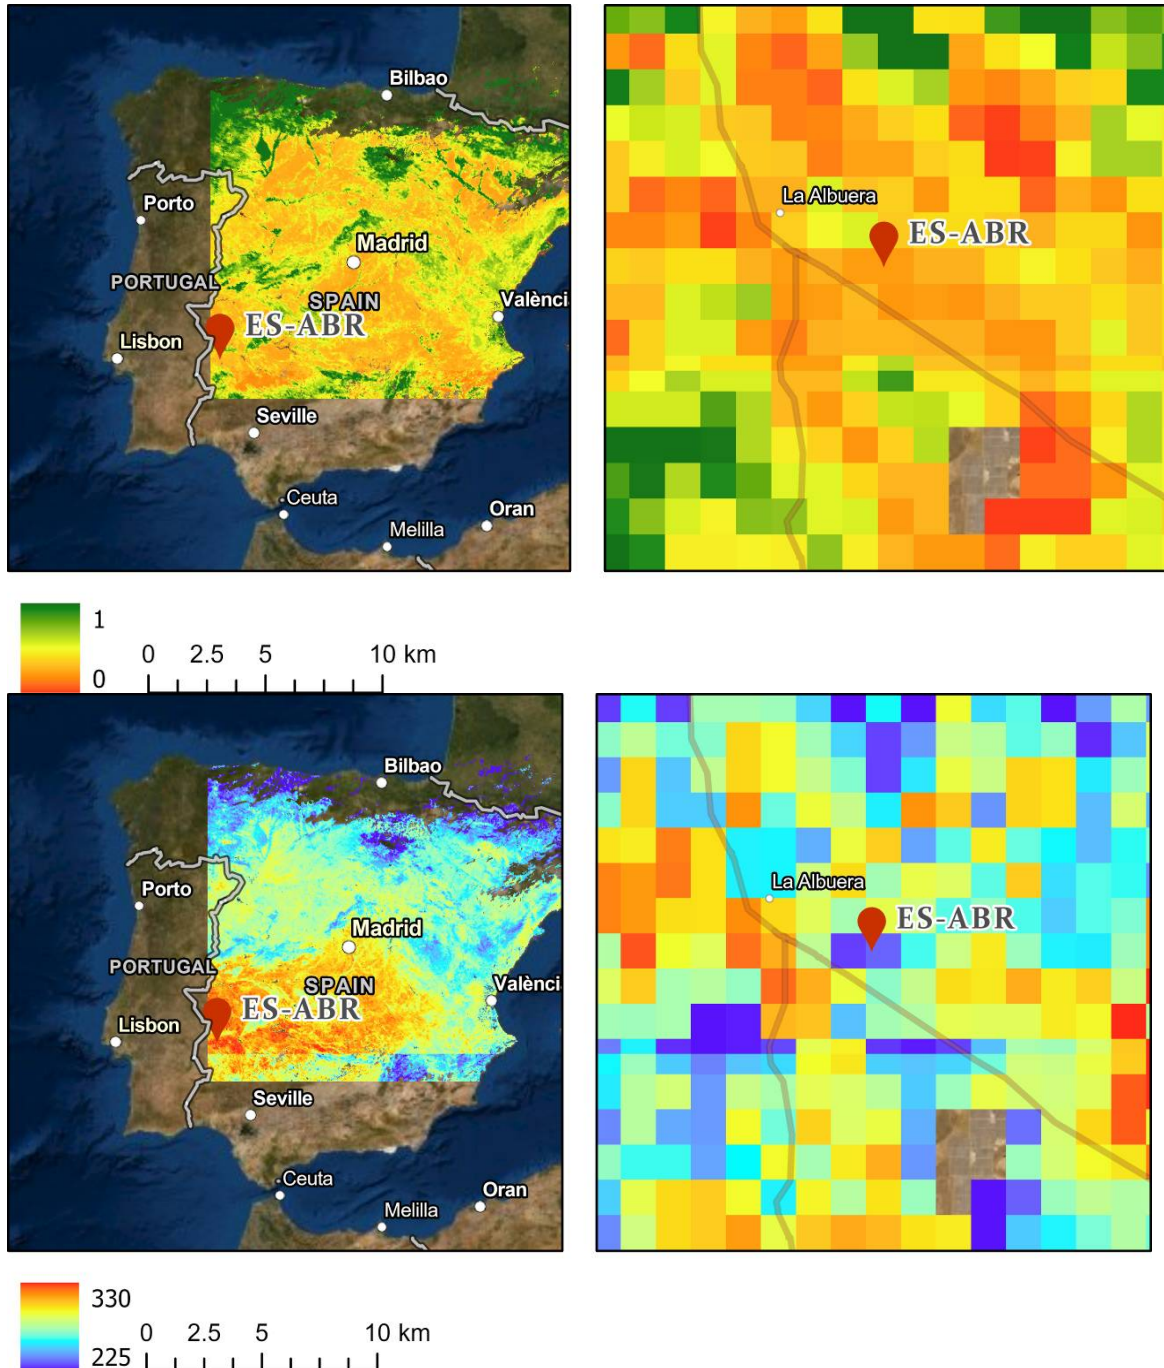 Bilbao
Porto
Madrid
PORTUGAL
SPAIN
Valènci
ES-ABR
Lisbon
Seville
Ceuta
Oran
Melilla
La Albuera
ES-ABR
1
0
0 2.5 5 10 km
Bilbao
Porto
Madrid
PORTUGAL
SPAIN
Valènci
ES-ABR
Lisbon
Seville
Ceuta
Oran
Melilla
La Albuera
ES-ABR
330
225
0 2.5 5 10 km